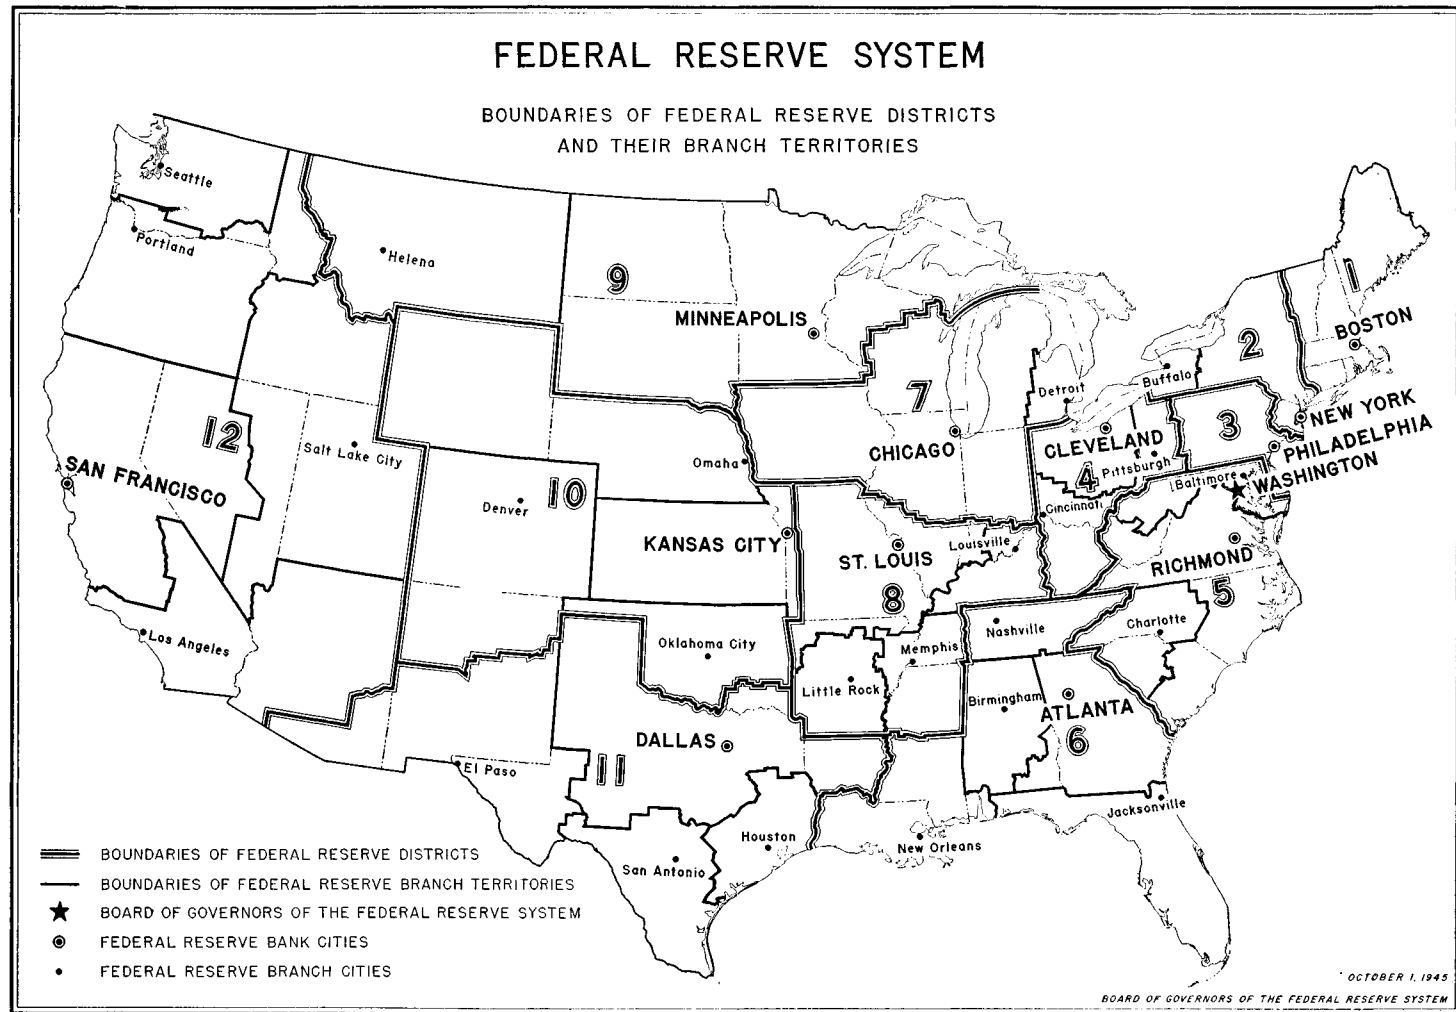 FEDERAL RESERVE SYSTEM
BOUNDARIES OF FEDERAL RESERVE DISTRICTS
AND THEIR BRANCH TERRITORIES
Seattle
Portland
Helena
9
MINNEAPOLIS
1
BOSTON
2
Buffalo
Detroit
7
CHICAGO
CLEVELAND
4
Pittsburgh
3
NEW YORK
PHILADELPHIA
WASHINGTON
Baltimore
Cincinnati
12
SAN FRANCISCO
Salt Lake City
Omaha
10
Denver
KANSAS CITY
ST. LOUIS
8
Louisville
RICHMOND
5
Los Angeles
Oklahoma City
Nashville
Memphis
Charlotte
Little Rock
Birmingham
ATLANTA
6
DALLAS
11
El Paso
Houston
San Antonio
New Orleans
Jacksonville
BOUNDARIES OF FEDERAL RESERVE DISTRICTS
BOUNDARIES OF FEDERAL RESERVE BRANCH TERRITORIES
BOARD OF GOVERNORS OF THE FEDERAL RESERVE SYSTEM
FEDERAL RESERVE BANK CITIES
FEDERAL RESERVE BRANCH CITIES
OCTOBER 1, 1945
BOARD OF GOVERNORS OF THE FEDERAL RESERVE SYSTEM